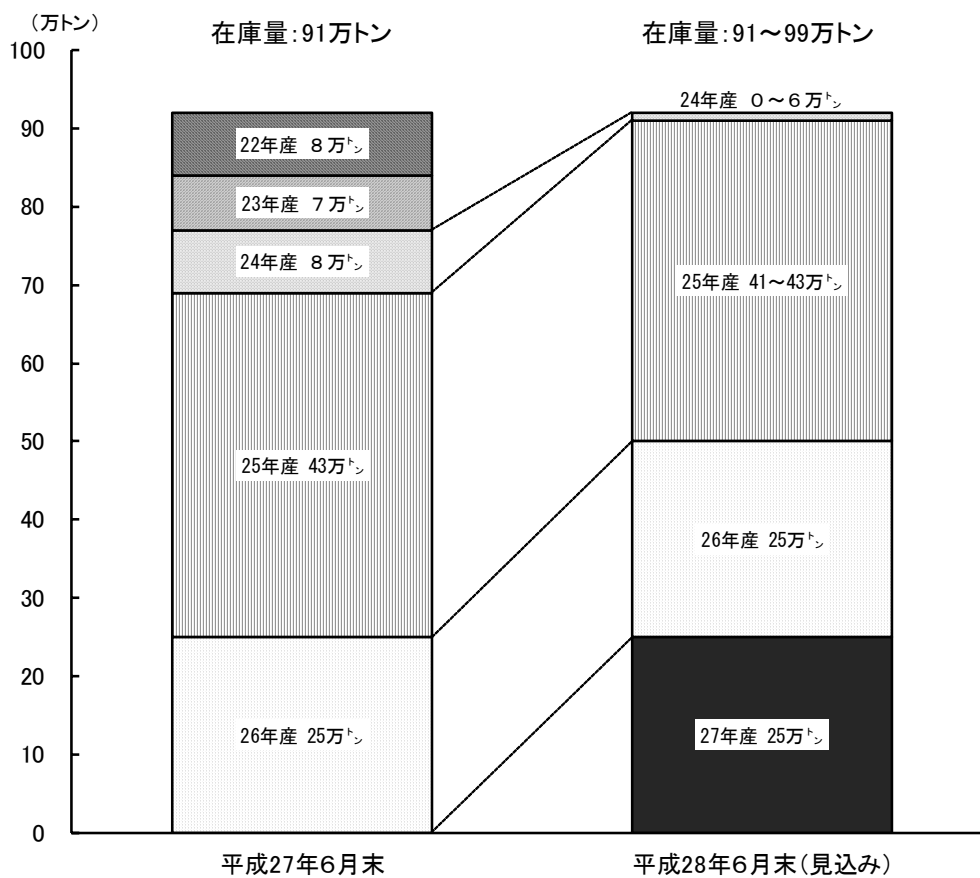 （万トン）
在庫量：91万トン
在庫量：91～99万トン
100
90
80
70
60
50
40
30
20
10
0
22年産 8万㌧
23年産 7万㌧
24年産 8万㌧
25年産 43万㌧
26年産 25万㌧
24年産 0～6万㌧
25年産 41～43万㌧
26年産 25万㌧
27年産 25万㌧
平成27年6月末
平成28年6月末（見込み）